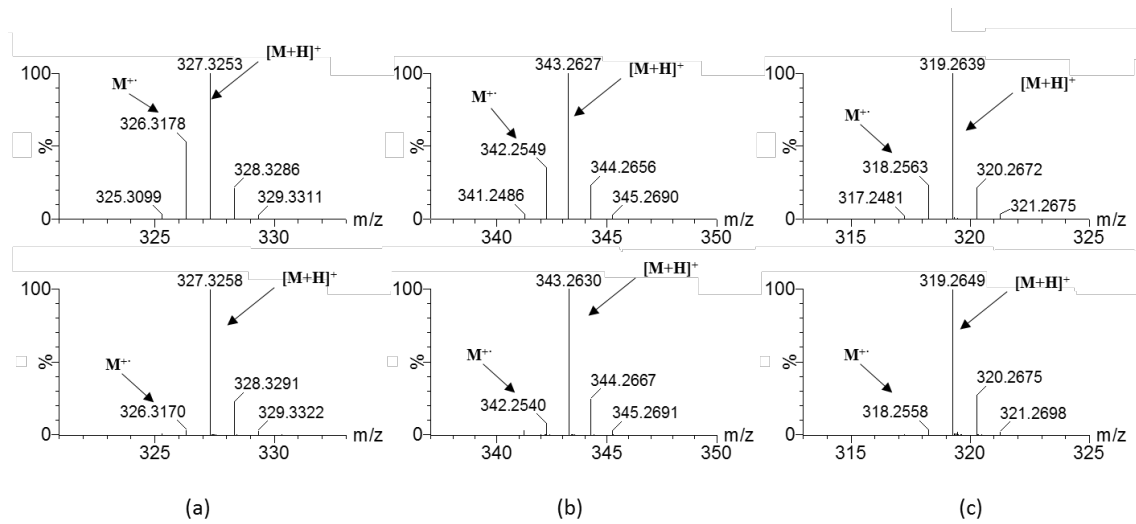 327.3253
[M+H]+
100
M+·
326.3178
%
328.3286
325.3099
329.3311
0
m/z
325
330
343.2627
[M+H]+
100
M+·
342.2549
%
344.2656
341.2486
345.2690
0
m/z
340
345
350
319.2639
[M+H]+
100
M+·
318.2563
%
320.2672
317.2481
321.2675
0
m/z
315
320
325
327.3258
[M+H]+
100
M+·
%
328.3291
326.3170
329.3322
0
m/z
325
330
343.2630
[M+H]+
100
M+·
%
344.2667
342.2540
345.2691
0
m/z
340
345
350
319.2649
[M+H]+
100
M+·
%
320.2675
318.2558
321.2698
0
m/z
315
320
325
(a)
(b)
(c)